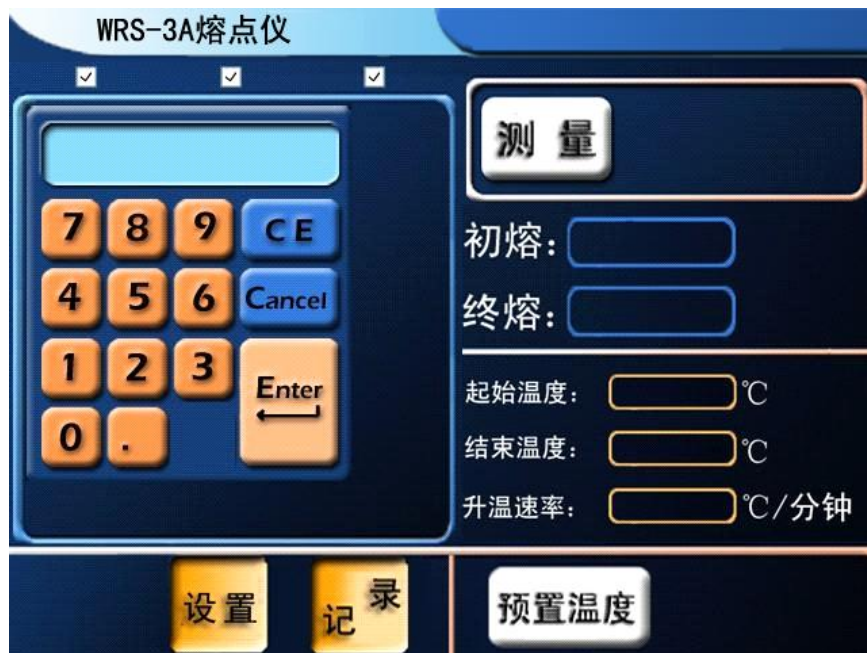 WRS-3A熔点仪
测 量
7 8 9 CE
4 5 6 Cancel
1 2 3 Enter
0 .
初熔：
终熔：
起始温度： ℃
结束温度： ℃
升温速率： ℃/分钟
设置 记录 预置温度